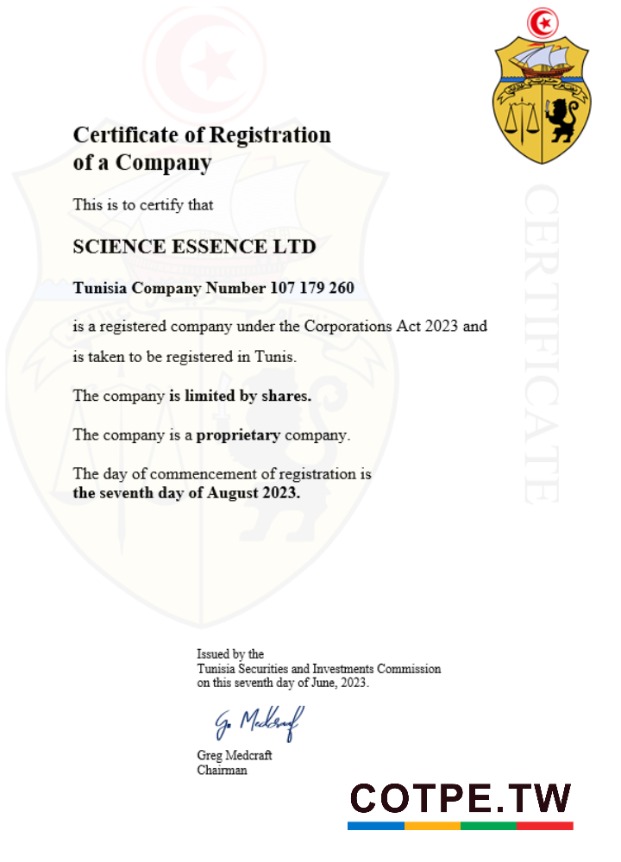 Certificate of Registration
of a Company
This is to certify that
SCIENCE ESSENCE LTD
Tunisia Company Number 107 179 260
is a registered company under the Corporations Act 2023 and
is taken to be registered in Tunis.
The company is limited by shares.
The company is a proprietary company.
The day of commencement of registration is
the seventh day of August 2023.
CERTIFICATE
Issued by the
Tunisia Securities and Investments Commission
on this seventh day of June, 2023.
G. Medcraf
Greg Medcraft
Chairman
COTPE.TW